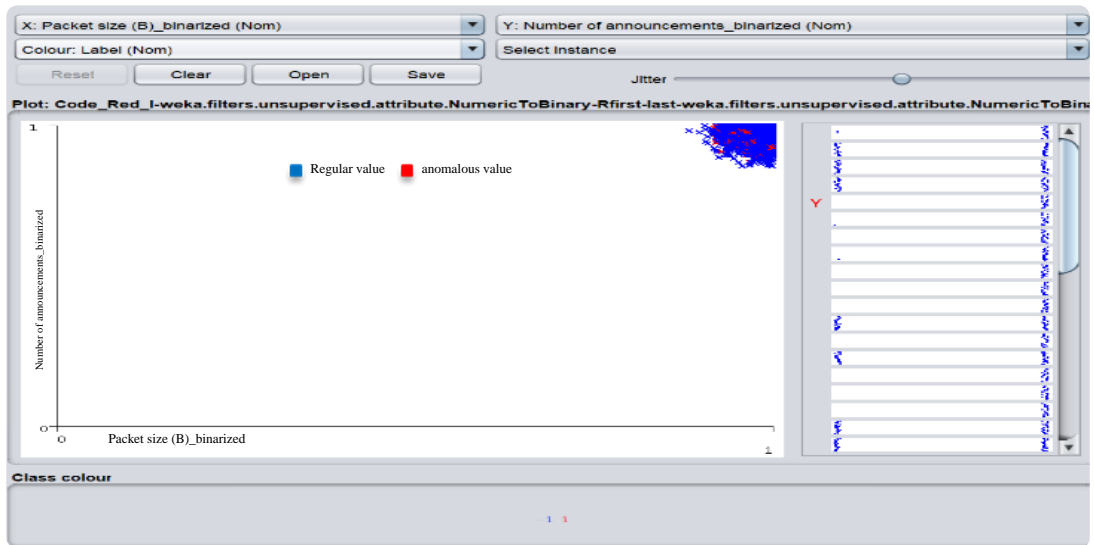 X: Packet size (B)_binarized (Nom)
Y: Number of announcements_binarized (Nom)
Colour: Label (Nom)
Select Instance
Reset
Clear
Open
Save
Jitter
Plot: Code_Red_I-weka.filters.unsupervised.attribute.NumericToBinary-Rfirst-last-weka.filters.unsupervised.attribute.NumericToBina
1
Regular value
anomalous value
Y
Number of announcements_binarized
0
0
Packet size (B)_binarized
1
Class colour
-1 1